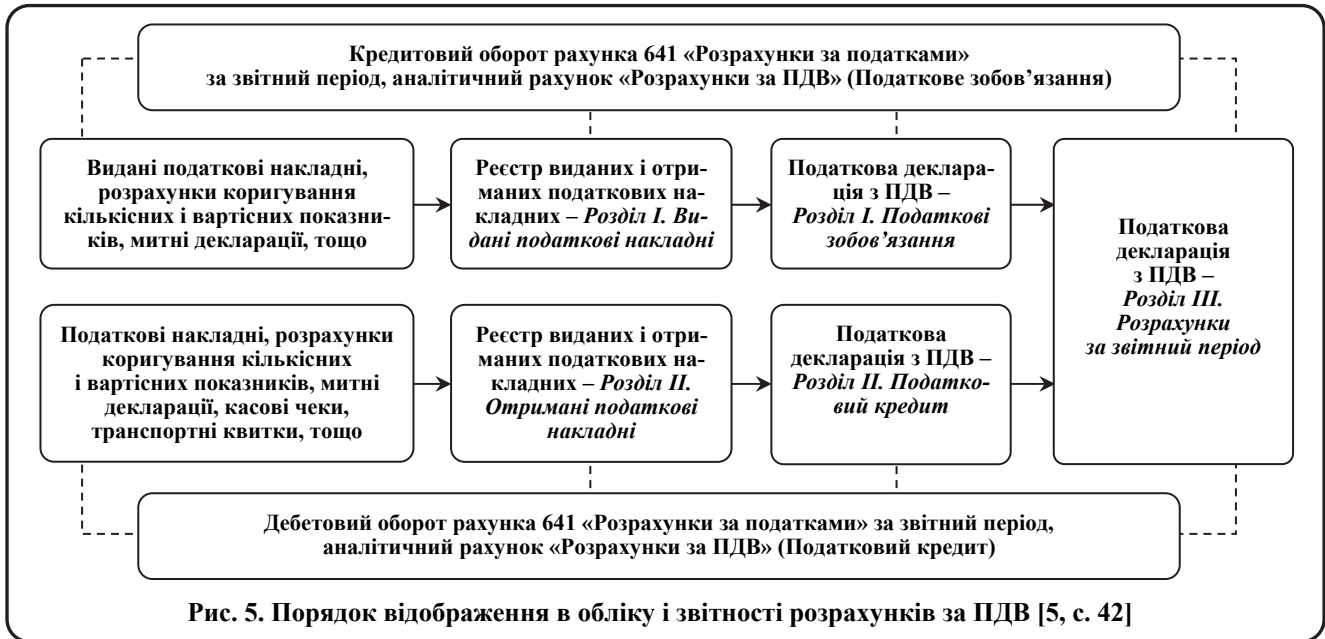 Кредитовий оборот рахунка 641 «Розрахунки за податками»
за звітний період, аналітичний рахунок «Розрахунки за ПДВ» (Податкове зобов’язання)
Видані податкові накладні,
розрахунки коригування
кількісних і вартісних показни-
ків, митні декларації, тощо
Реєстр виданих і отри-
маних податкових на-
кладних – Розділ I. Ви-
дані податкові накладні
Податкова деклара-
ція з ПДВ –
Розділ I. Податкові
зобов’язання
Податкова
декларація
з ПДВ –
Розділ III.
Розрахунки
за звітний період
Податкові накладні, розрахунки
коригування кількісних
і вартісних показників, митні
декларації, касові чеки,
транспортні квитки, тощо
Реєстр виданих і отри-
маних податкових на-
кладних – Розділ II.
Отримані податкові
накладні
Податкова
декларація з ПДВ –
Розділ II. Податко-
вий кредит
Дебетовий оборот рахунка 641 «Розрахунки за податками» за звітний період,
аналітичний рахунок «Розрахунки за ПДВ» (Податковий кредит)
Рис. 5. Порядок відображення в обліку і звітності розрахунків за ПДВ [5, с. 42]